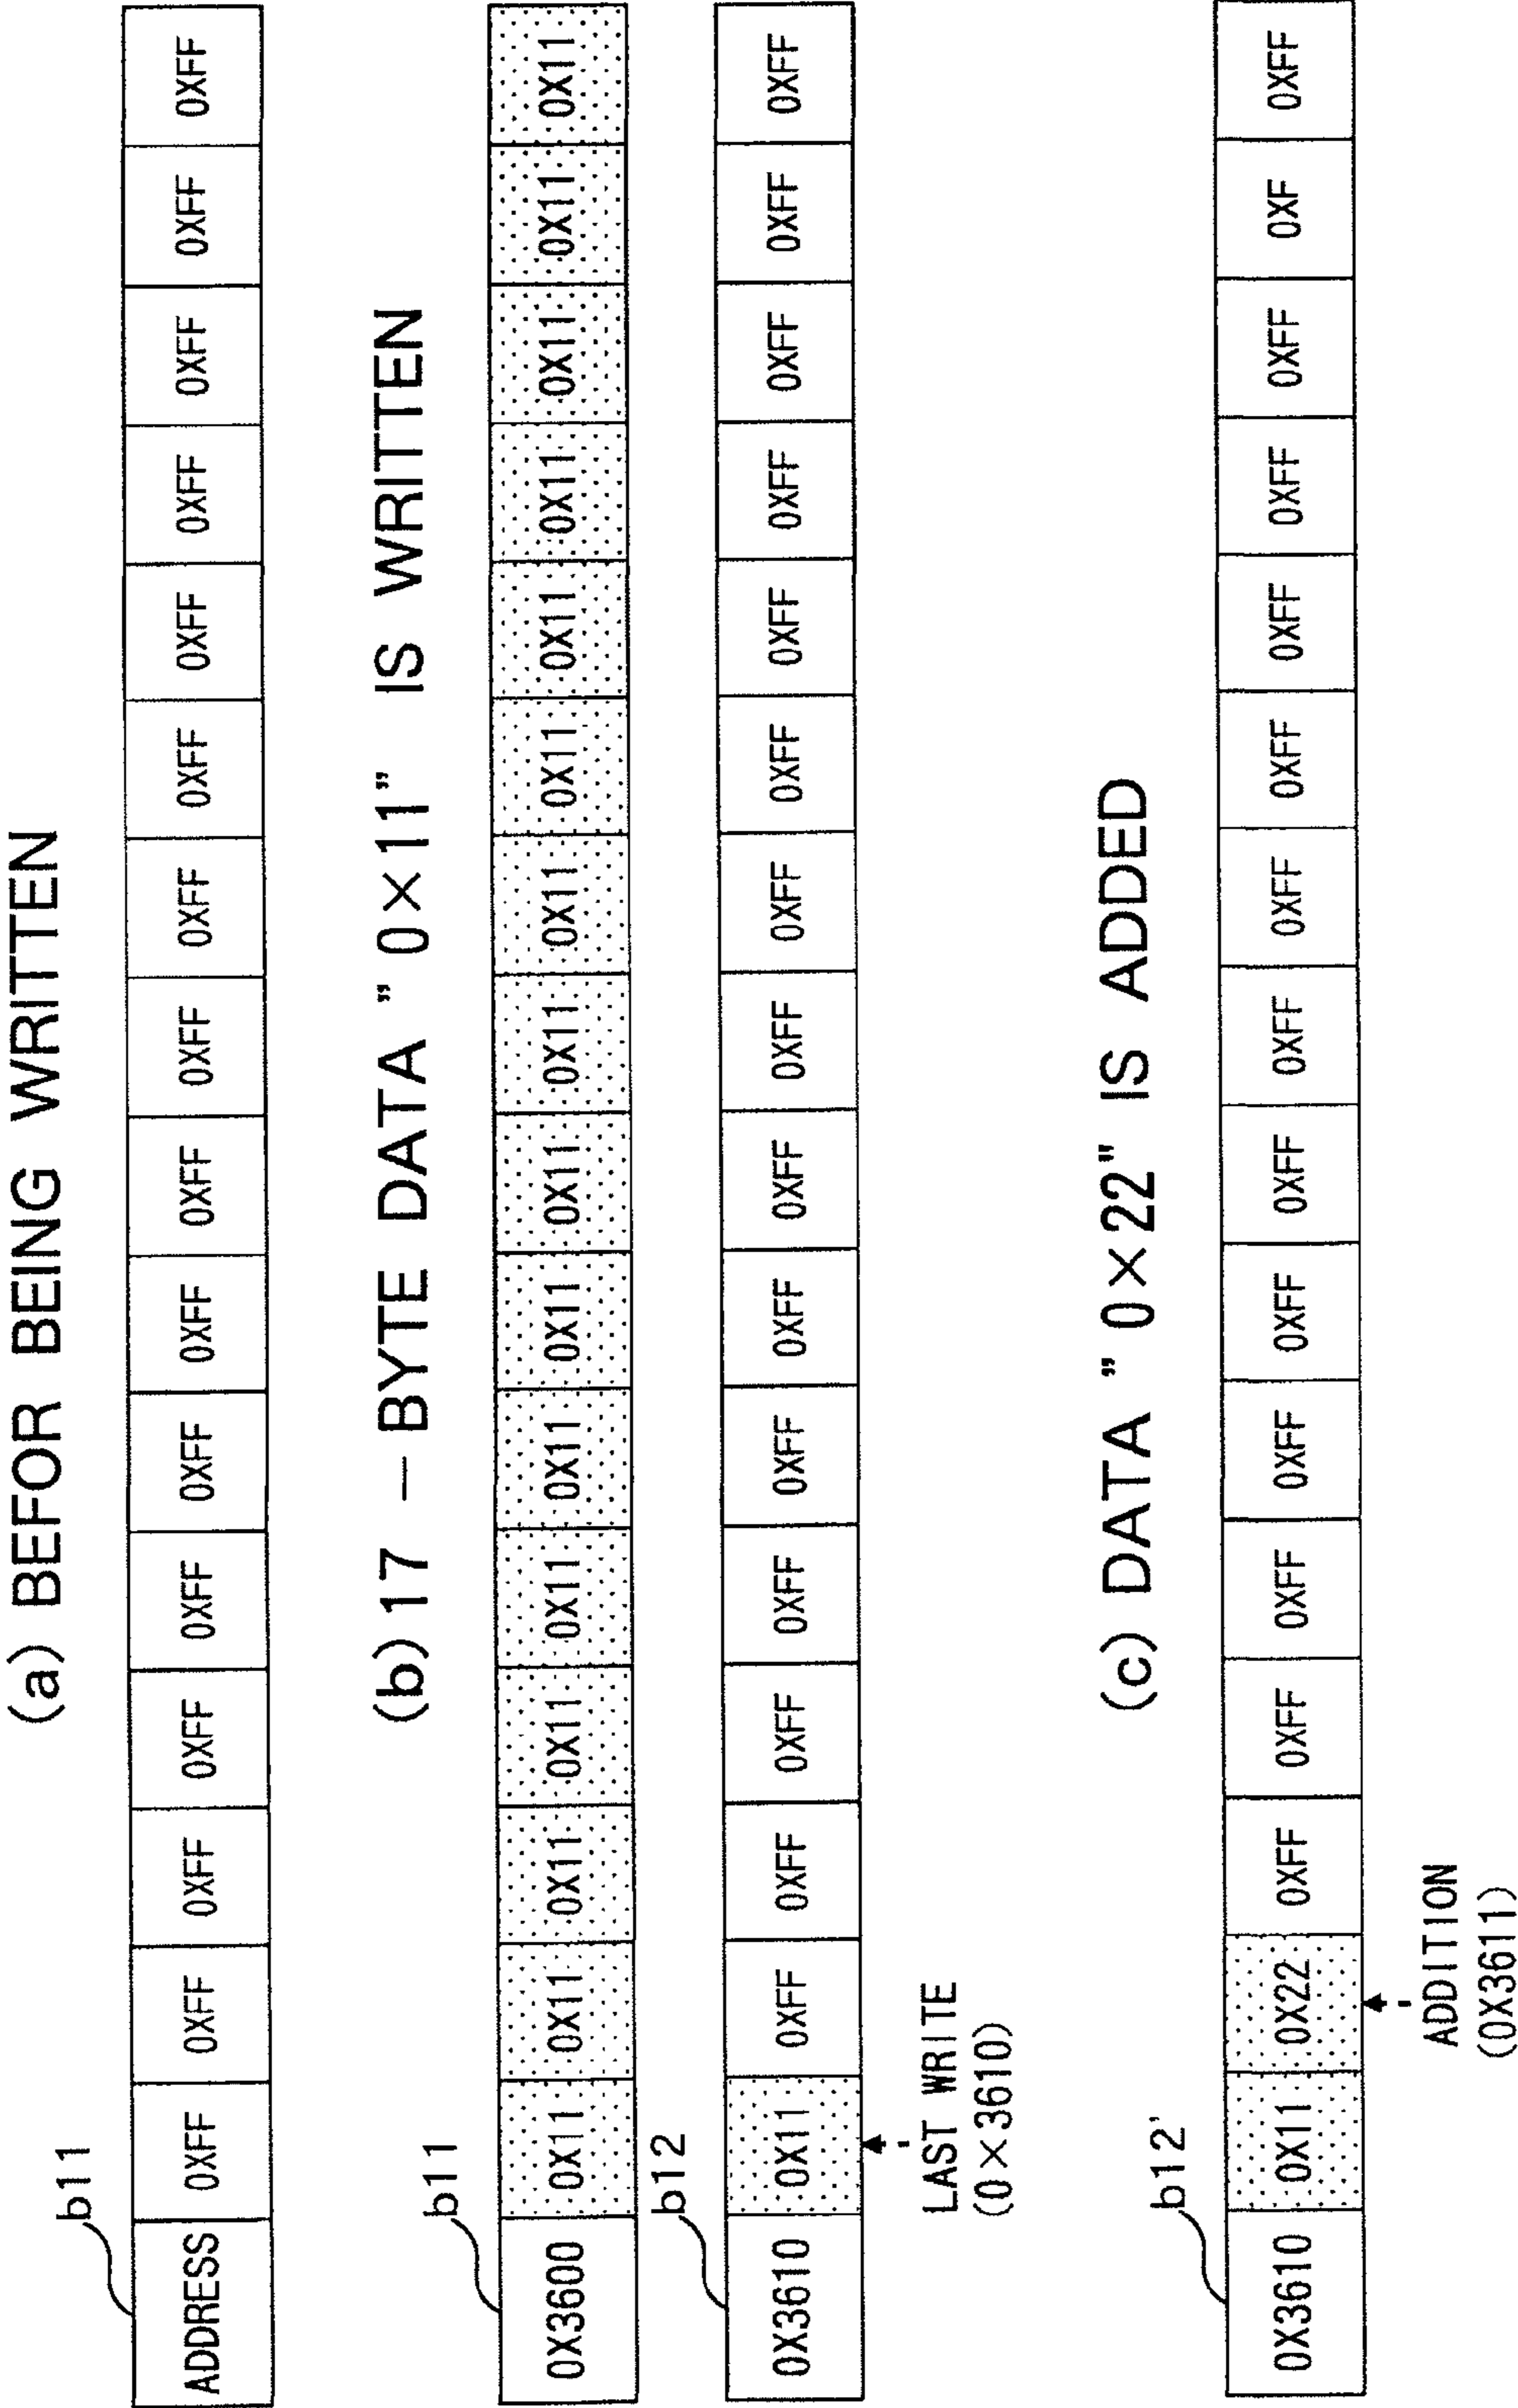 (a) BEFOR BEING WRITTEN
b11
ADDRESS 0XFF 0XFF 0XFF 0XFF 0XFF 0XFF 0XFF 0XFF 0XFF 0XFF 0XFF 0XFF 0XFF 0XFF 0XFF 0XFF
(b) 17 – BYTE DATA ” 0×11” IS WRITTEN
b11
0X3600 0X11 0X11 0X11 0X11 0X11 0X11 0X11 0X11 0X11 0X11 0X11 0X11 0X11 0X11 0X11 0X11
b12
0X3610 0X11 0XFF 0XFF 0XFF 0XFF 0XFF 0XFF 0XFF 0XFF 0XFF 0XFF 0XFF 0XFF 0XFF 0XFF 0XFF
LAST WRITE
(0×3610)
(c) DATA ” 0×22" IS ADDED
b12'
0X3610 0X11 0X22 0XFF 0XFF 0XFF 0XFF 0XFF 0XFF 0XFF 0XFF 0XFF 0XFF 0XFF 0XFF 0XF 0XFF
ADDITION
(0X3611)